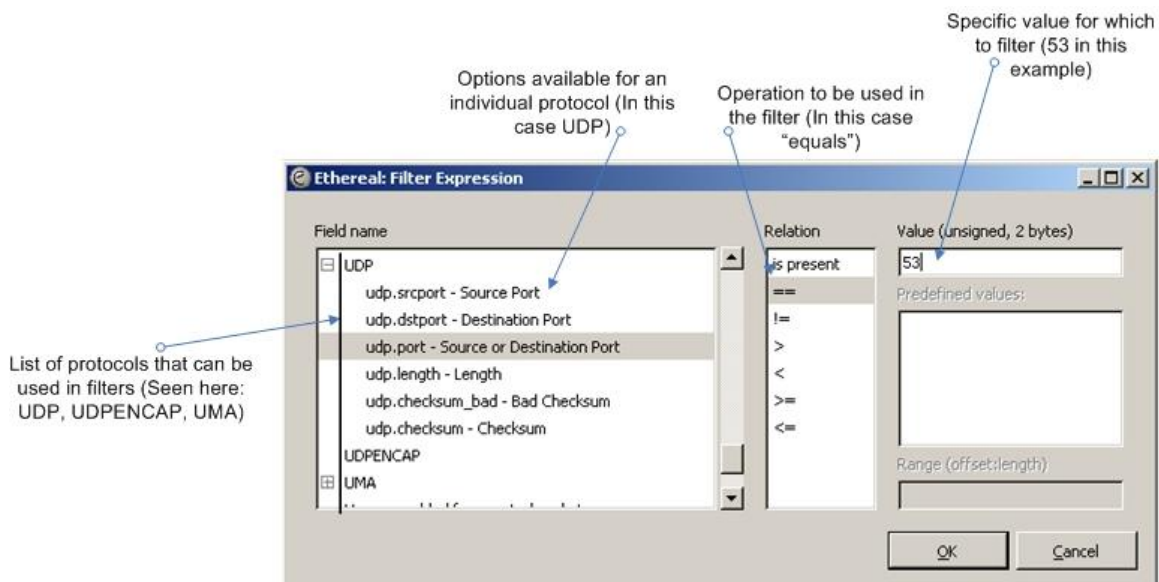 Specific value for which
to filter (53 in this
example)
Options available for an
individual protocol (In this
case UDP)
Operation to be used in
the filter (In this case
"equals")
Ethereal: Filter Expression
Field name
Relation
Value (unsigned, 2 bytes)
UDP
udp.srcport - Source Port
udp.dstport - Destination Port
udp.port - Source or Destination Port
udp.length - Length
udp.checksum_bad - Bad Checksum
udp.checksum - Checksum
UDPENCAP
UMA
is present
==
!=
>
<
>=
<=
53
Predefined values:
Range (offset:length)
OK
Cancel
List of protocols that can be
used in filters (Seen here:
UDP, UDPENCAP, UMA)